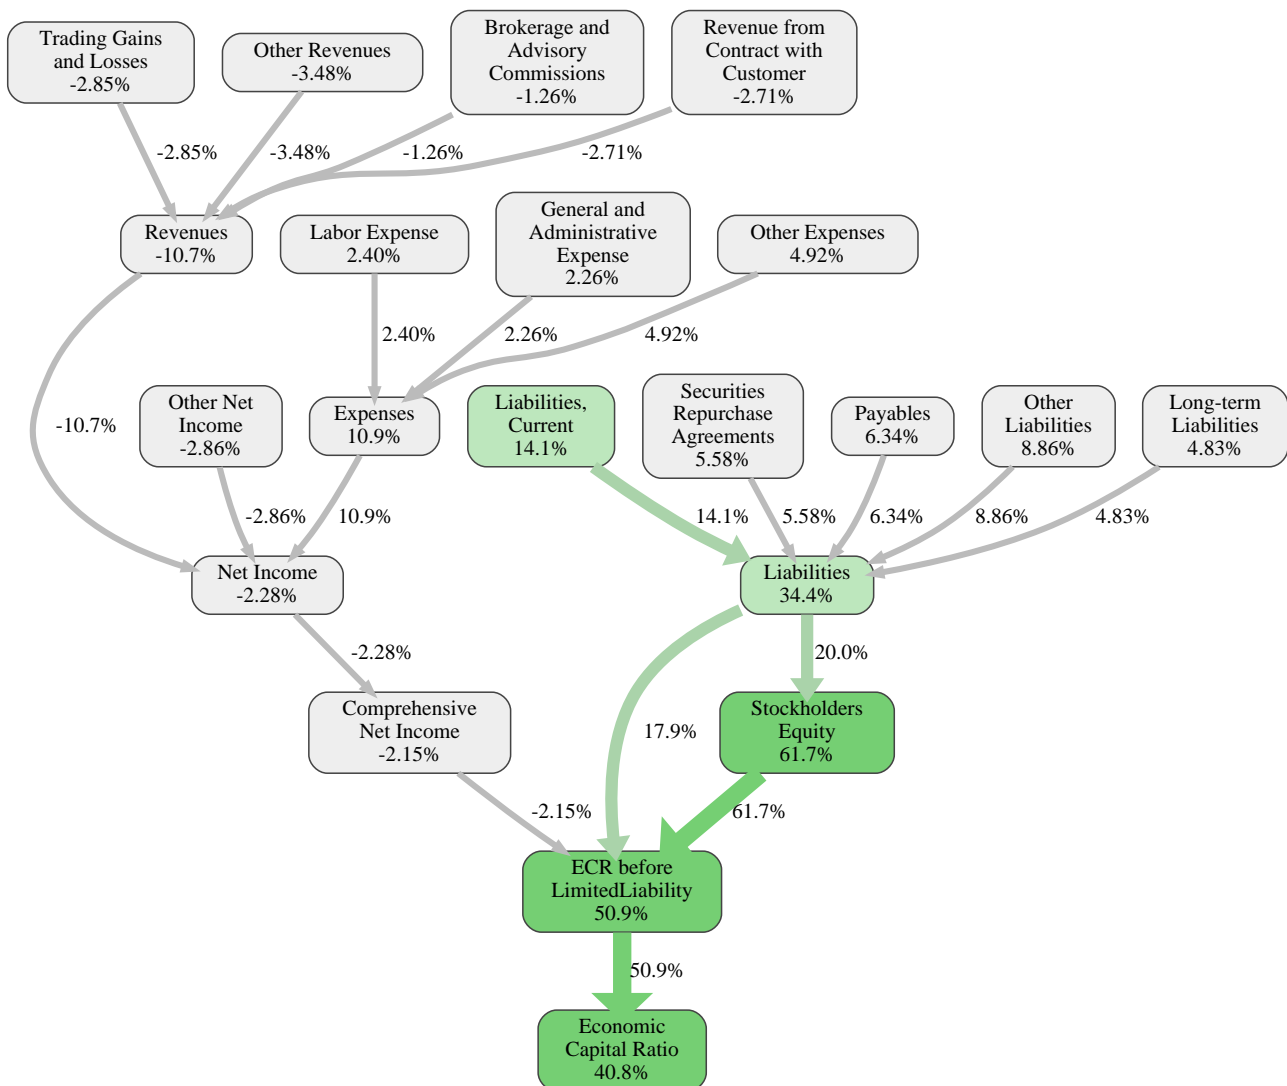 Trading Gains
and Losses
-2.85%
Other Revenues
-3.48%
Brokerage and
Advisory
Commissions
-1.26%
Revenue from
Contract with
Customer
-2.71%
-2.85%
-3.48%
-1.26%
-2.71%
Revenues
-10.7%
Labor Expense
2.40%
General and
Administrative
Expense
2.26%
Other Expenses
4.92%
2.40%
2.26%
4.92%
-10.7%
Other Net
Income
-2.86%
Expenses
10.9%
Liabilities,
Current
14.1%
Securities
Repurchase
Agreements
5.58%
Payables
6.34%
Other
Liabilities
8.86%
Long-term
Liabilities
4.83%
-2.86%
10.9%
14.1%
5.58%
6.34%
8.86%
4.83%
Net Income
-2.28%
Liabilities
34.4%
-2.28%
20.0%
Comprehensive
Net Income
-2.15%
17.9%
Stockholders
Equity
61.7%
-2.15%
61.7%
ECR before
LimitedLiability
50.9%
50.9%
Economic
Capital Ratio
40.8%